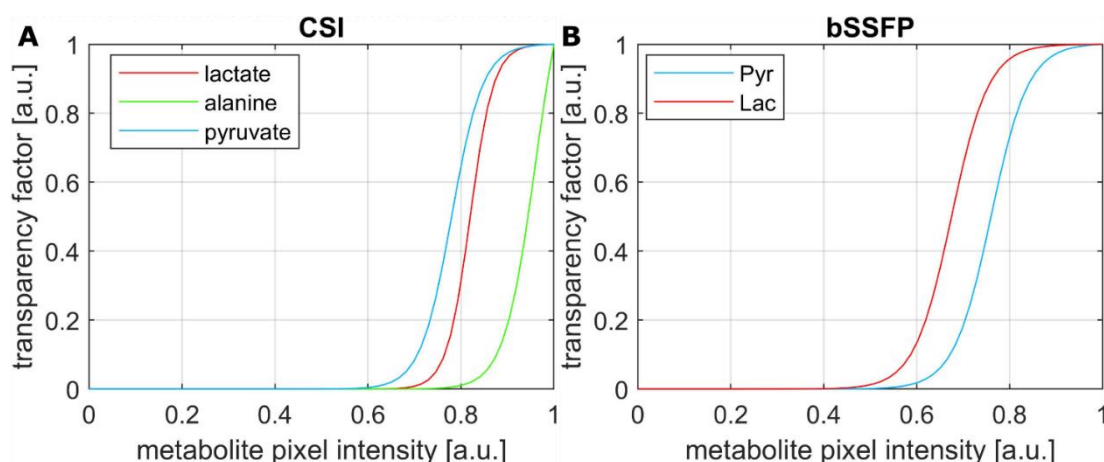 A
CSI
lactate
alanine
pyruvate
transparency factor [a.u.]
1
0.8
0.6
0.4
0.2
0
0
0.2
0.4
0.6
0.8
1
metabolite pixel intensity [a.u.]
B
bSSFP
Pyr
Lac
transparency factor [a.u.]
1
0.8
0.6
0.4
0.2
0
0
0.2
0.4
0.6
0.8
1
metabolite pixel intensity [a.u.]